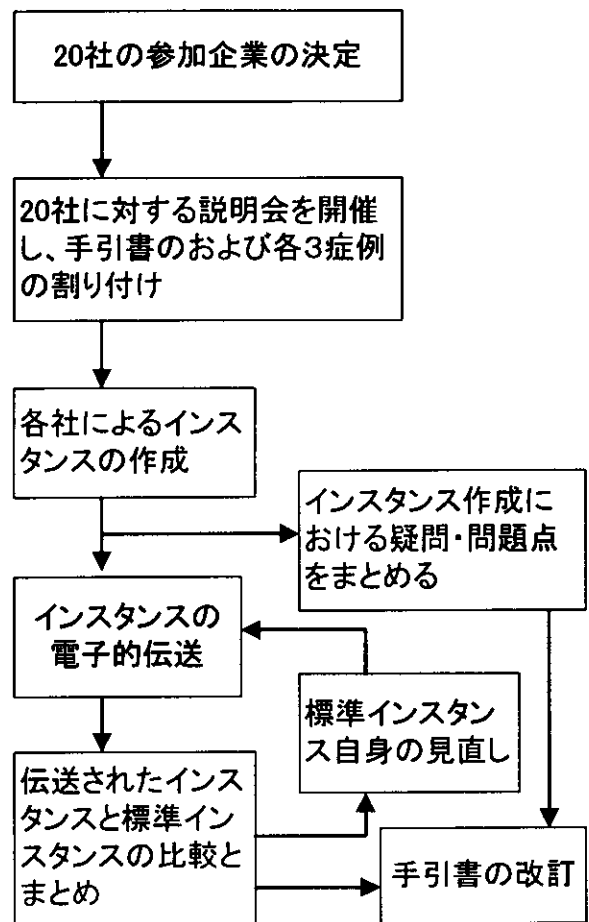 20社の参加企業の決定
20社に対する説明会を開催
し、手引書のおよび各3症例
の割り付け
各社によるインス
タンスの作成
インスタンス作成に
おける疑問・問題点
をまとめる
インスタンスの
電子的伝送
標準インスタン
ス自身の見直し
伝送されたインス
タンスと標準イン
スタンスの比較と
まとめ
手引書の改訂